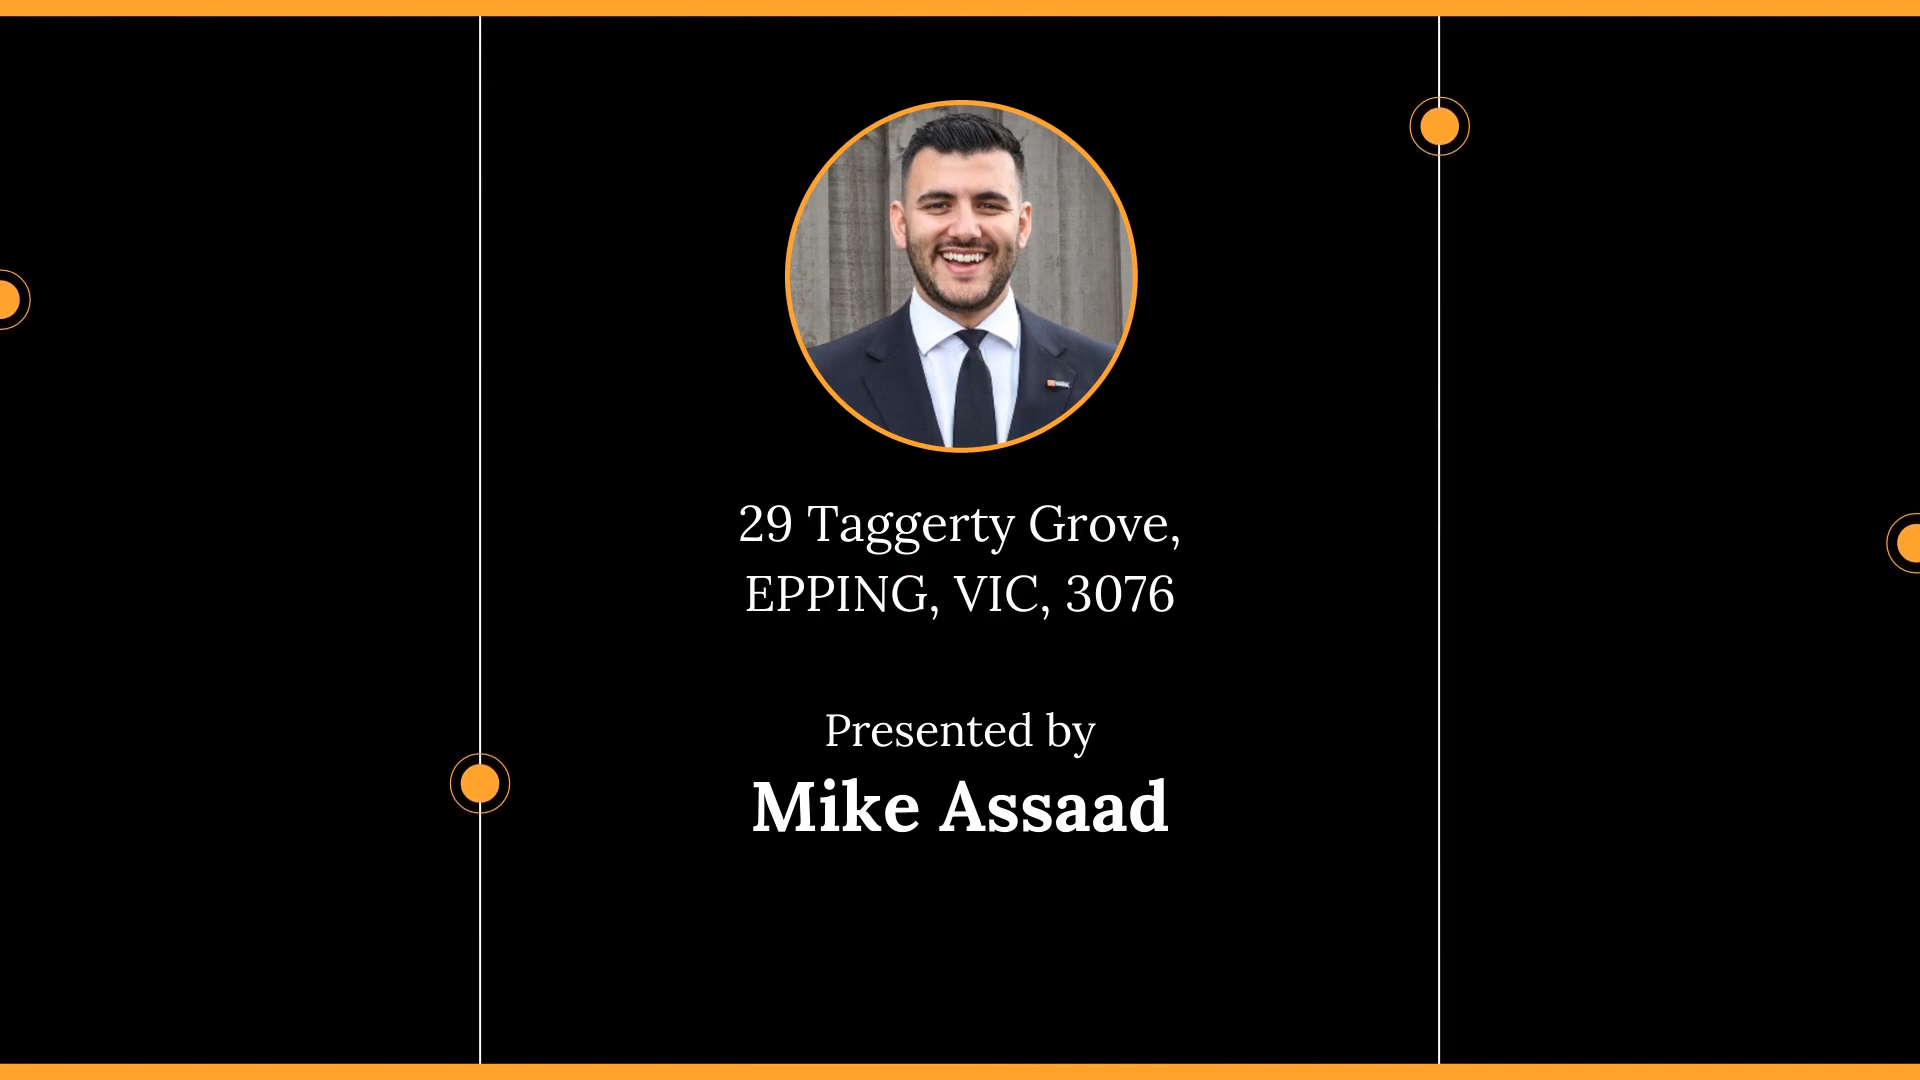 29 Taggerty Grove,
EPPING, VIC, 3076
Presented by
Mike Assaad